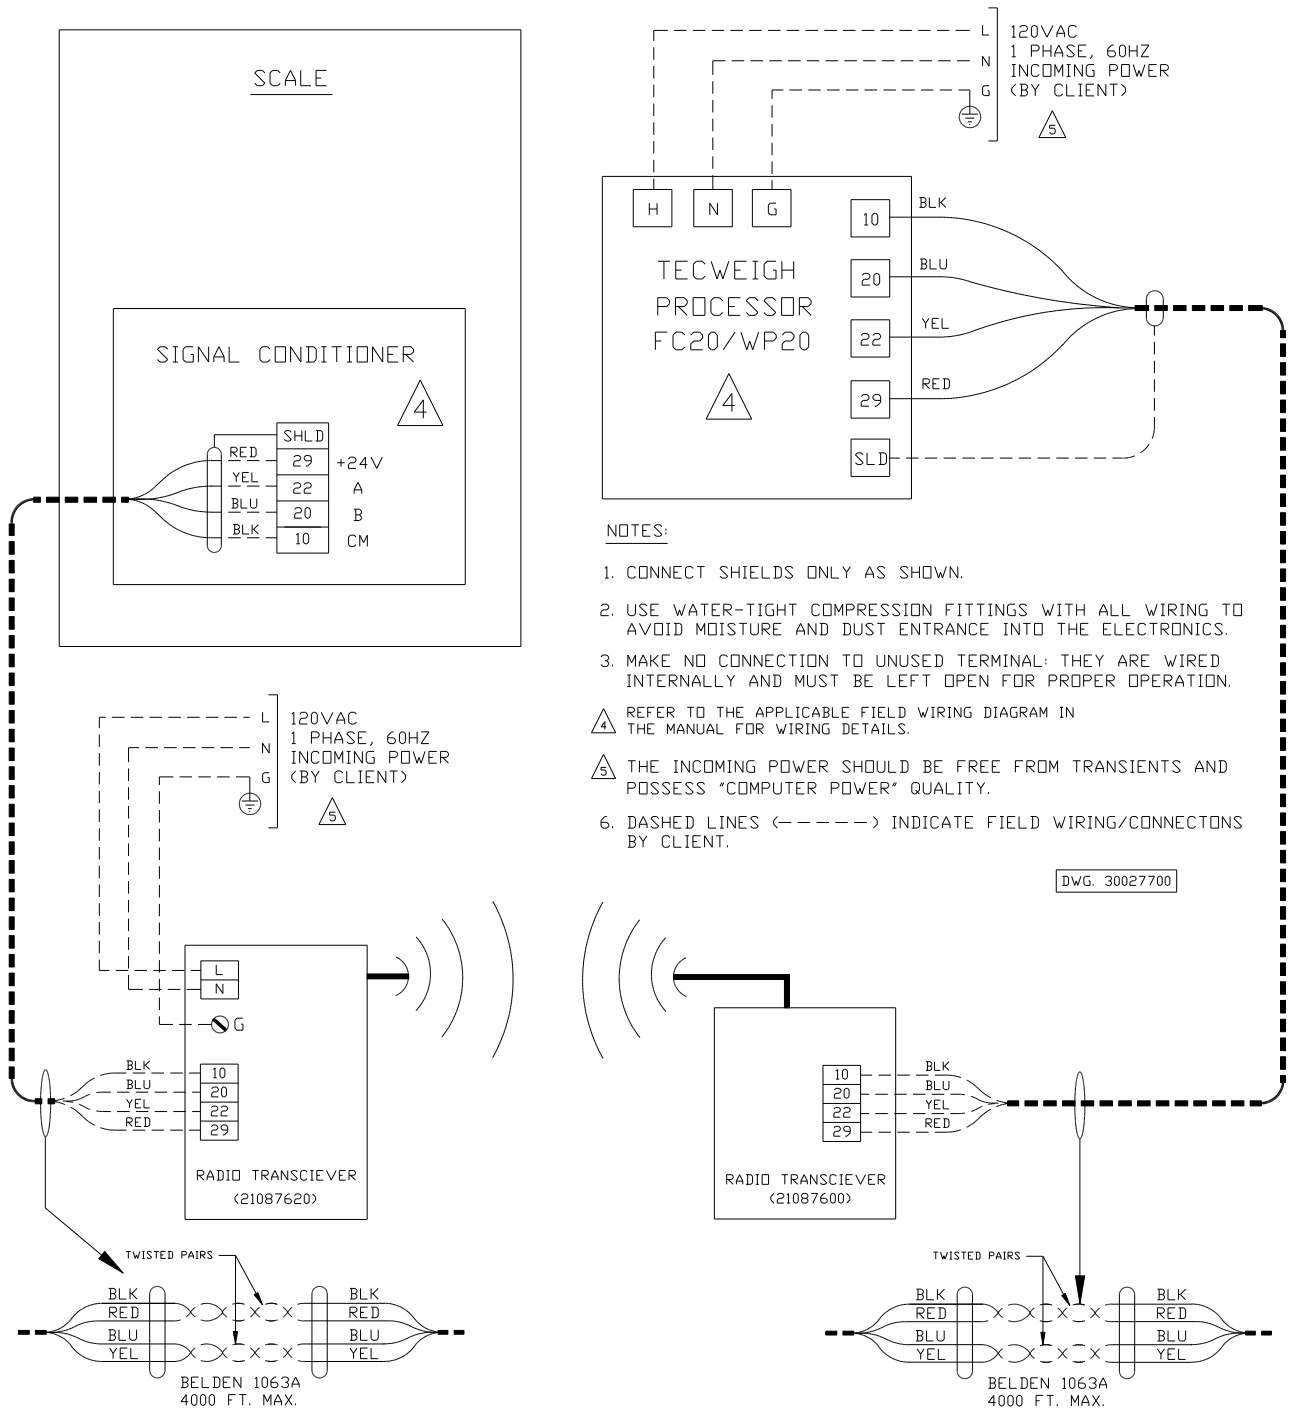 SCALE
SIGNAL CONDITIONER
4
SHLD
RED 29 +24V
YEL 22 A
BLU 20 B
BLK 10 CM
L 120VAC
N 1 PHASE, 60HZ
INCOMING POWER
G (BY CLIENT)
5
H N G
TECWEIGH
PROCESSOR
FC20/WP20
4
10 BLK
20 BLU
22 YEL
29 RED
SLD
NOTES:
1. CONNECT SHIELDS ONLY AS SHOWN.
2. USE WATER-TIGHT COMPRESSION FITTINGS WITH ALL WIRING TO
AVOID MOISTURE AND DUST ENTRANCE INTO THE ELECTRONICS.
3. MAKE NO CONNECTION TO UNUSED TERMINAL: THEY ARE WIRED
INTERNALLY AND MUST BE LEFT OPEN FOR PROPER OPERATION.
4 REFER TO THE APPLICABLE FIELD WIRING DIAGRAM IN
THE MANUAL FOR WIRING DETAILS.
5 THE INCOMING POWER SHOULD BE FREE FROM TRANSIENTS AND
POSSESS "COMPUTER POWER" QUALITY.
6. DASHED LINES (-----) INDICATE FIELD WIRING/CONNECTONS
BY CLIENT.
DWG. 30027700
L 120VAC
1 PHASE, 60HZ
N INCOMING POWER
G (BY CLIENT)
5
L
N
G
BLK 10
BLU 20
YEL 22
RED 29
RADIO TRANSCIEVER
(21087620)
10 BLK
20 BLU
22 YEL
29 RED
RADIO TRANSCIEVER
(21087600)
TWISTED PAIRS
BLK BLK
RED RED
BLU BLU
YEL YEL
BELDEN 1063A
4000 FT. MAX.
TWISTED PAIRS
BLK BLK
RED RED
BLU BLU
YEL YEL
BELDEN 1063A
4000 FT. MAX.